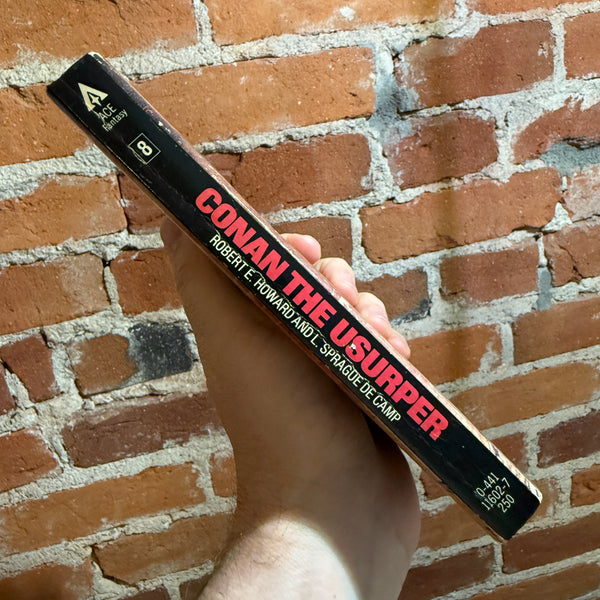 ACE
Fantasy
8
CONAN THE USURPER
ROBERT E. HOWARD AND L. SPRAGUE DE CAMP
0-441
11602-7
250